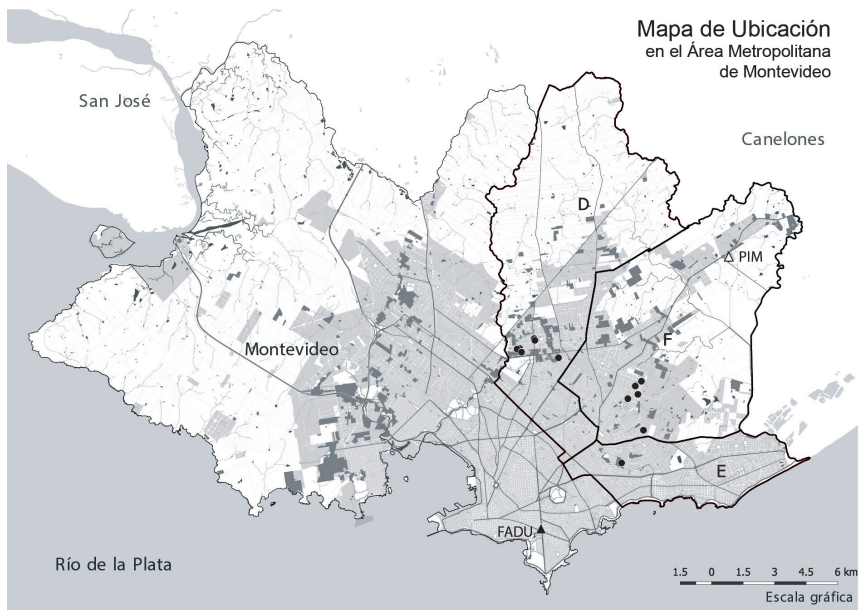 Mapa de Ubicación
en el Área Metropolitana
de Montevideo
San José
Canelones
D
PIM
F
Montevideo
E
FADU
Río de la Plata
1.5 0 1.5 3 4.5 6 km
Escala gráfica